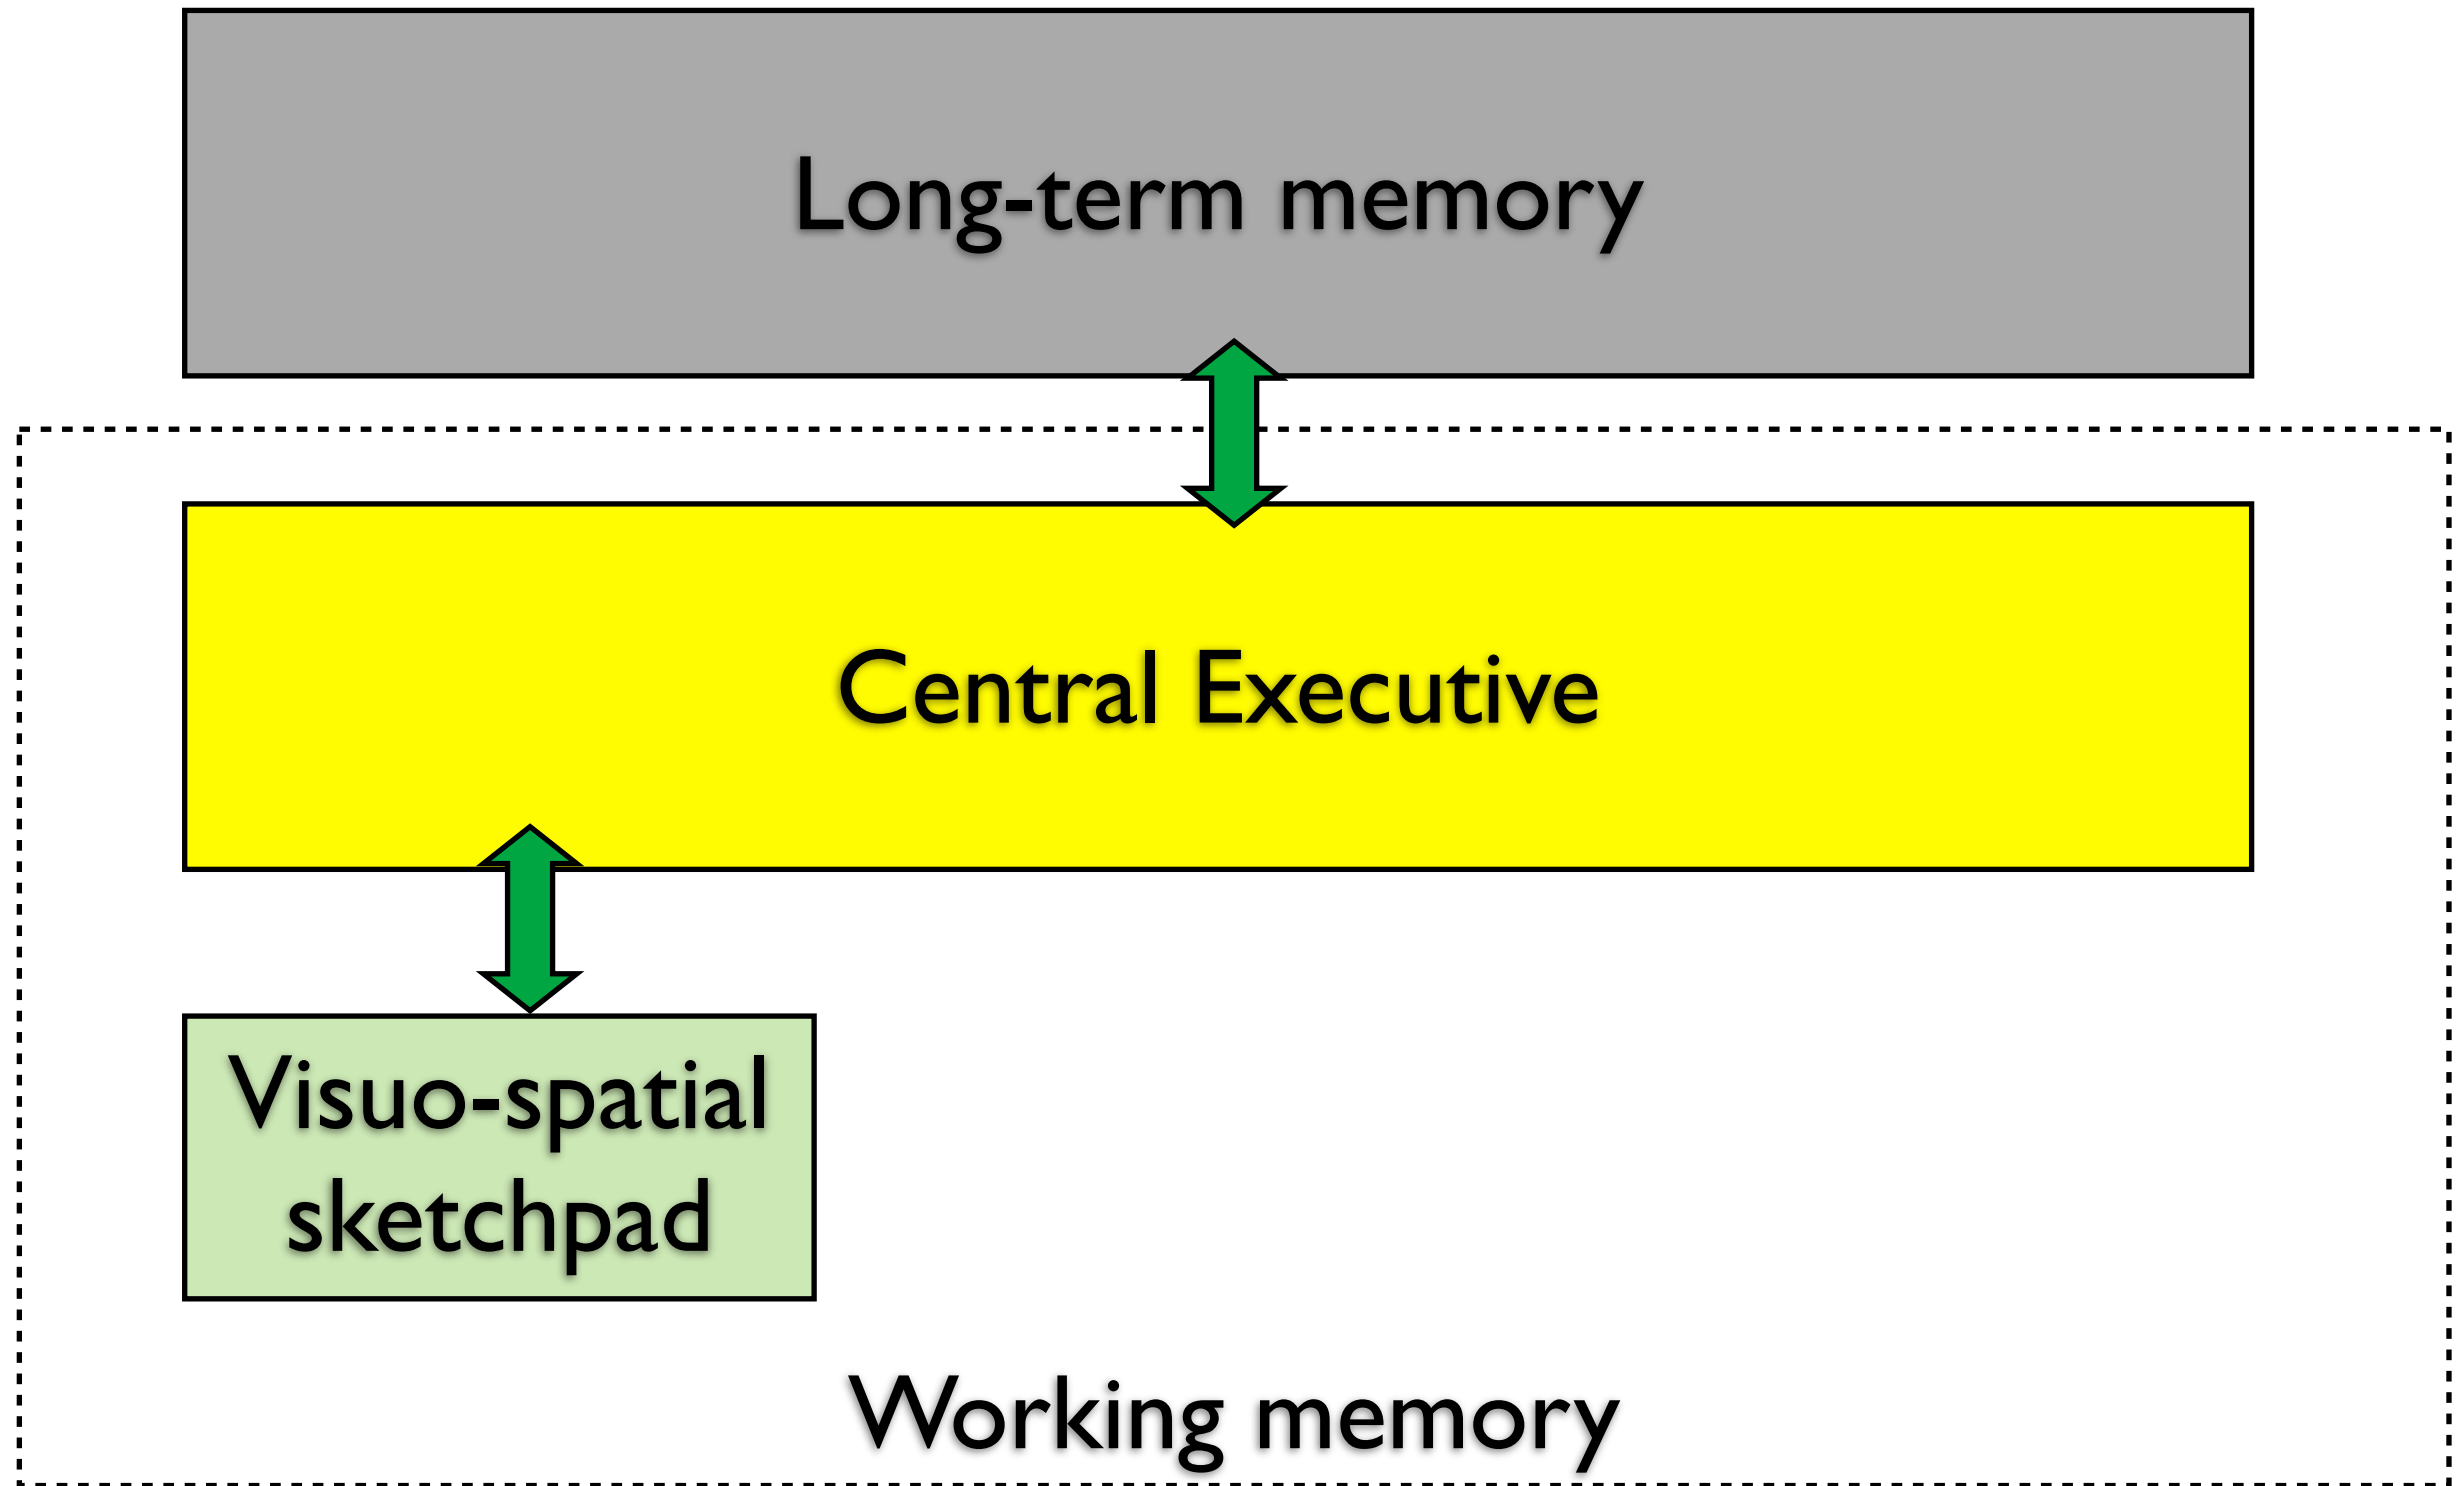 Long-term memory
Central Executive
Visuo-spatial
sketchpad
Working memory